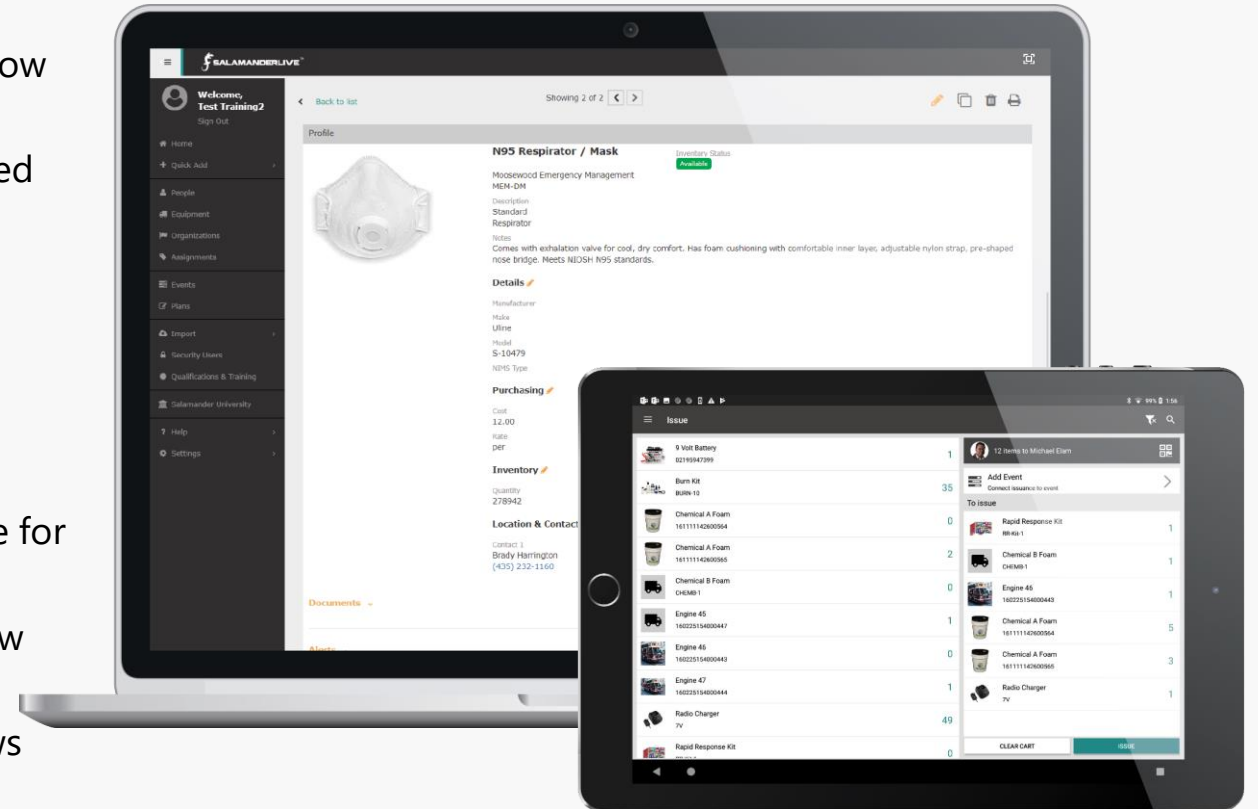 ow
ed
e for
w
ws
SALAMANDERLIVE
Welcome,
Test Training2
Sign Out
Home
+ Quick Add
People
Equipment
Organizations
Assignments
Events
Plans
Import
Security Users
Qualifications & Training
Salamander University
? Help
Settings
Back to list
Showing 2 of 2
Profile
N95 Respirator / Mask
Inventory Status
Available
Moosewood Emergency Management
MEM-DM
Description
Standard
Respirator
Notes
Comes with exhalation valve for cool, dry comfort. Has foam cushioning with comfortable inner layer, adjustable nylon strap, pre-shaped
nose bridge. Meets NIOSH N95 standards.
Details
Manufacturer
Make
Uline
Model
S-10479
NIMS Type
Purchasing
Cost
12.00
Rate
per
Inventory
Quantity
278942
Location & Contact
Contact 1
Brady Harrington
(435) 232-1160
Documents
Alerts
99% 1:56
Issue
9 Volt Battery 1
02195947399
Burn Kit 35
BURN-10
Chemical A Foam 0
161111142600564
Chemical A Foam 2
161111142600565
Chemical B Foam 0
CHEMB-1
Engine 45 1
160225154000447
Engine 46 0
160225154000443
Engine 47 1
160225154000444
Radio Charger 49
7V
Rapid Response Kit 0
12 items to Michael Elam
Add Event
Connect issuance to event
To issue
Rapid Response Kit 1
RR-Kit-1
Chemical B Foam 1
CHEMB-1
Engine 46 1
160225154000443
Chemical A Foam 5
161111142600564
Chemical A Foam 3
161111142600565
Radio Charger 1
7V
CLEAR CART
ISSUE